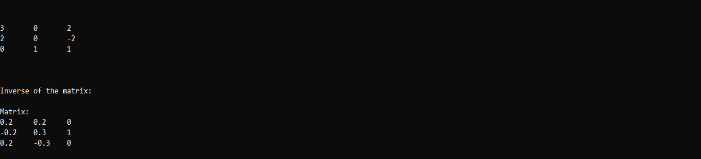 3 0 2
2 0 -2
0 1 1
Inverse of the matrix:
Matrix:
0.2 0.2 0
-0.2 0.3 1
0.2 -0.3 0